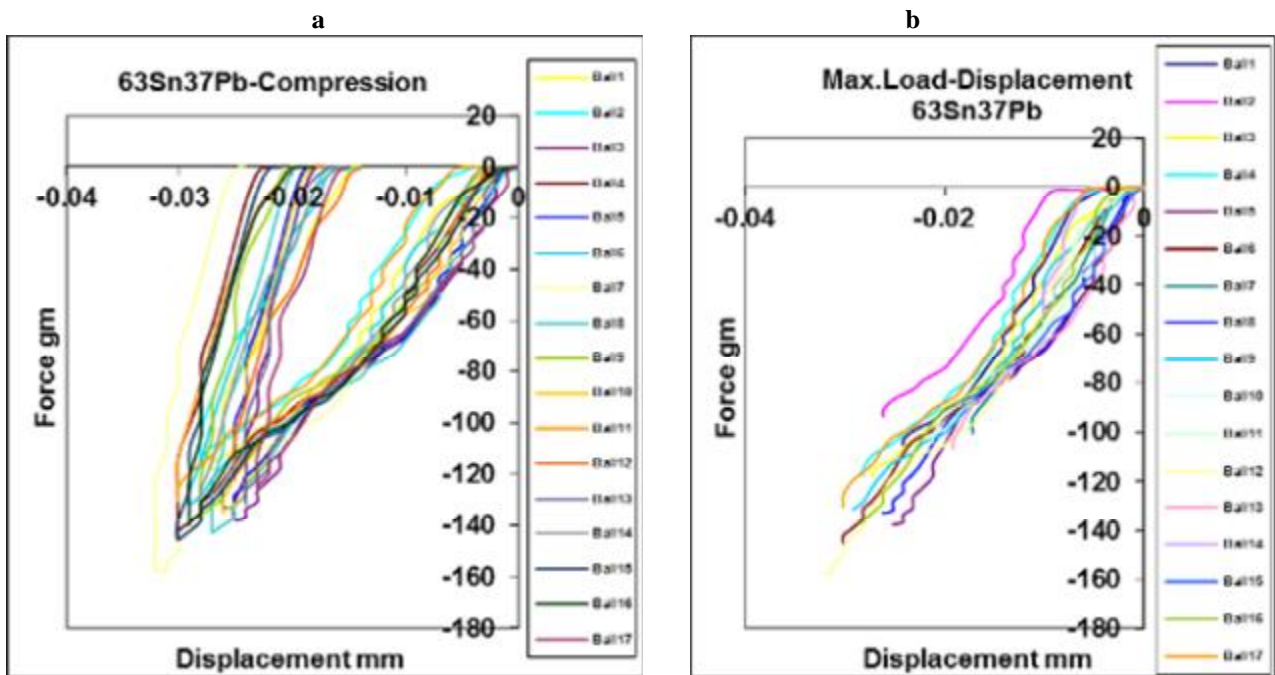 a
b
63Sn37Pb-Compression
20
0
-0.04
-0.03
-0.02
-0.01
0
-20
-40
-60
-80
-100
-120
-140
-160
-180
Force gm
Displacement mm
Ball1
Ball2
Ball3
Ball4
Ball5
Ball6
Ball7
Ball8
Ball9
Ball10
Ball11
Ball12
Ball13
Ball14
Ball15
Ball16
Ball17
Max.Load-Displacement
63Sn37Pb
20
0
-0.04
-0.02
0
-20
-40
-60
-80
-100
-120
-140
-160
-180
Force gm
Displacement mm
Ball1
Ball2
Ball3
Ball4
Ball5
Ball6
Ball7
Ball8
Ball9
Ball10
Ball11
Ball12
Ball13
Ball14
Ball15
Ball16
Ball17